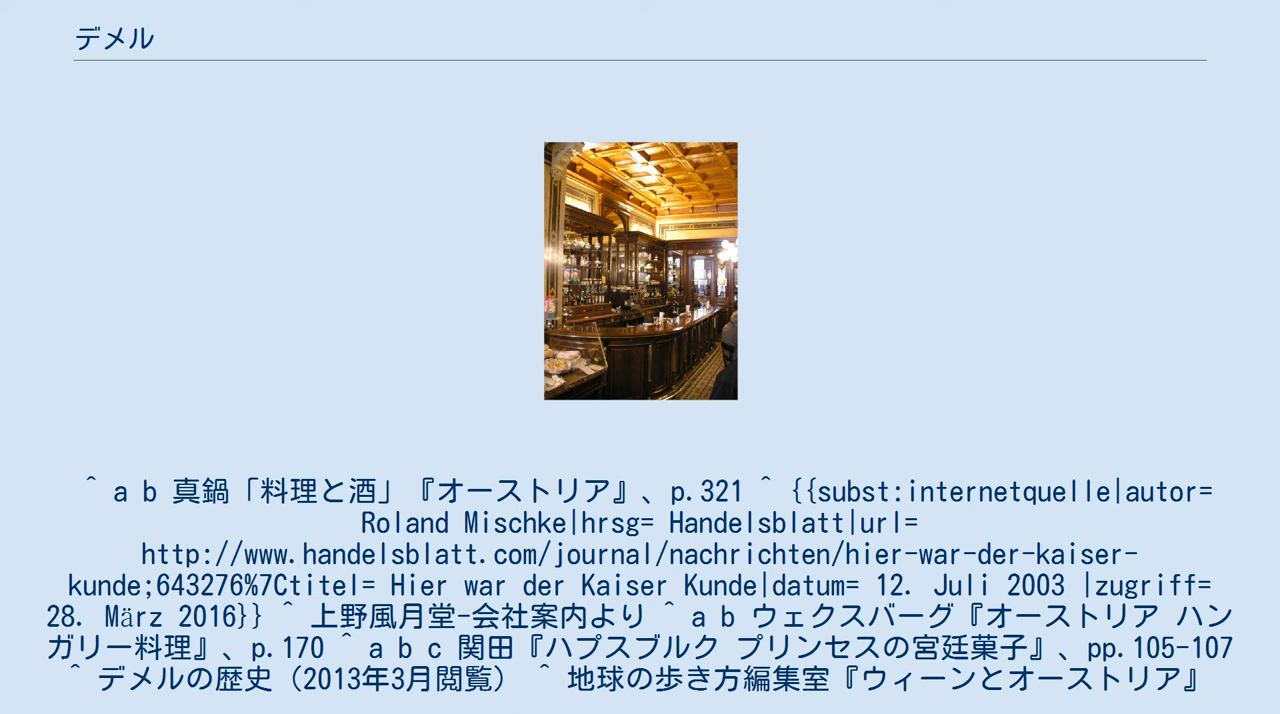 デメル
^ a b 真鍋「料理と酒」『オーストリア』、p.321 ^ {{subst:internetquelle|autor=
Roland Mischke|hrsg= Handelsblatt|url=
http://www.handelsblatt.com/journal/nachrichten/hier-war-der-kaiser-
kunde;643276%7Ctitel= Hier war der Kaiser Kunde|datum= 12. Juli 2003 |zugriff=
28. März 2016}} ^ 上野風月堂-会社案内より ^ a b ウェクスバーグ『オーストリア ハン
ガリー料理』、p.170 ^ a b c 関田『ハプスブルク プリンセスの宮廷菓子』、pp.105-107
^ デメルの歴史（2013年3月閲覧） ^ 地球の歩き方編集室『ウィーンとオーストリア』